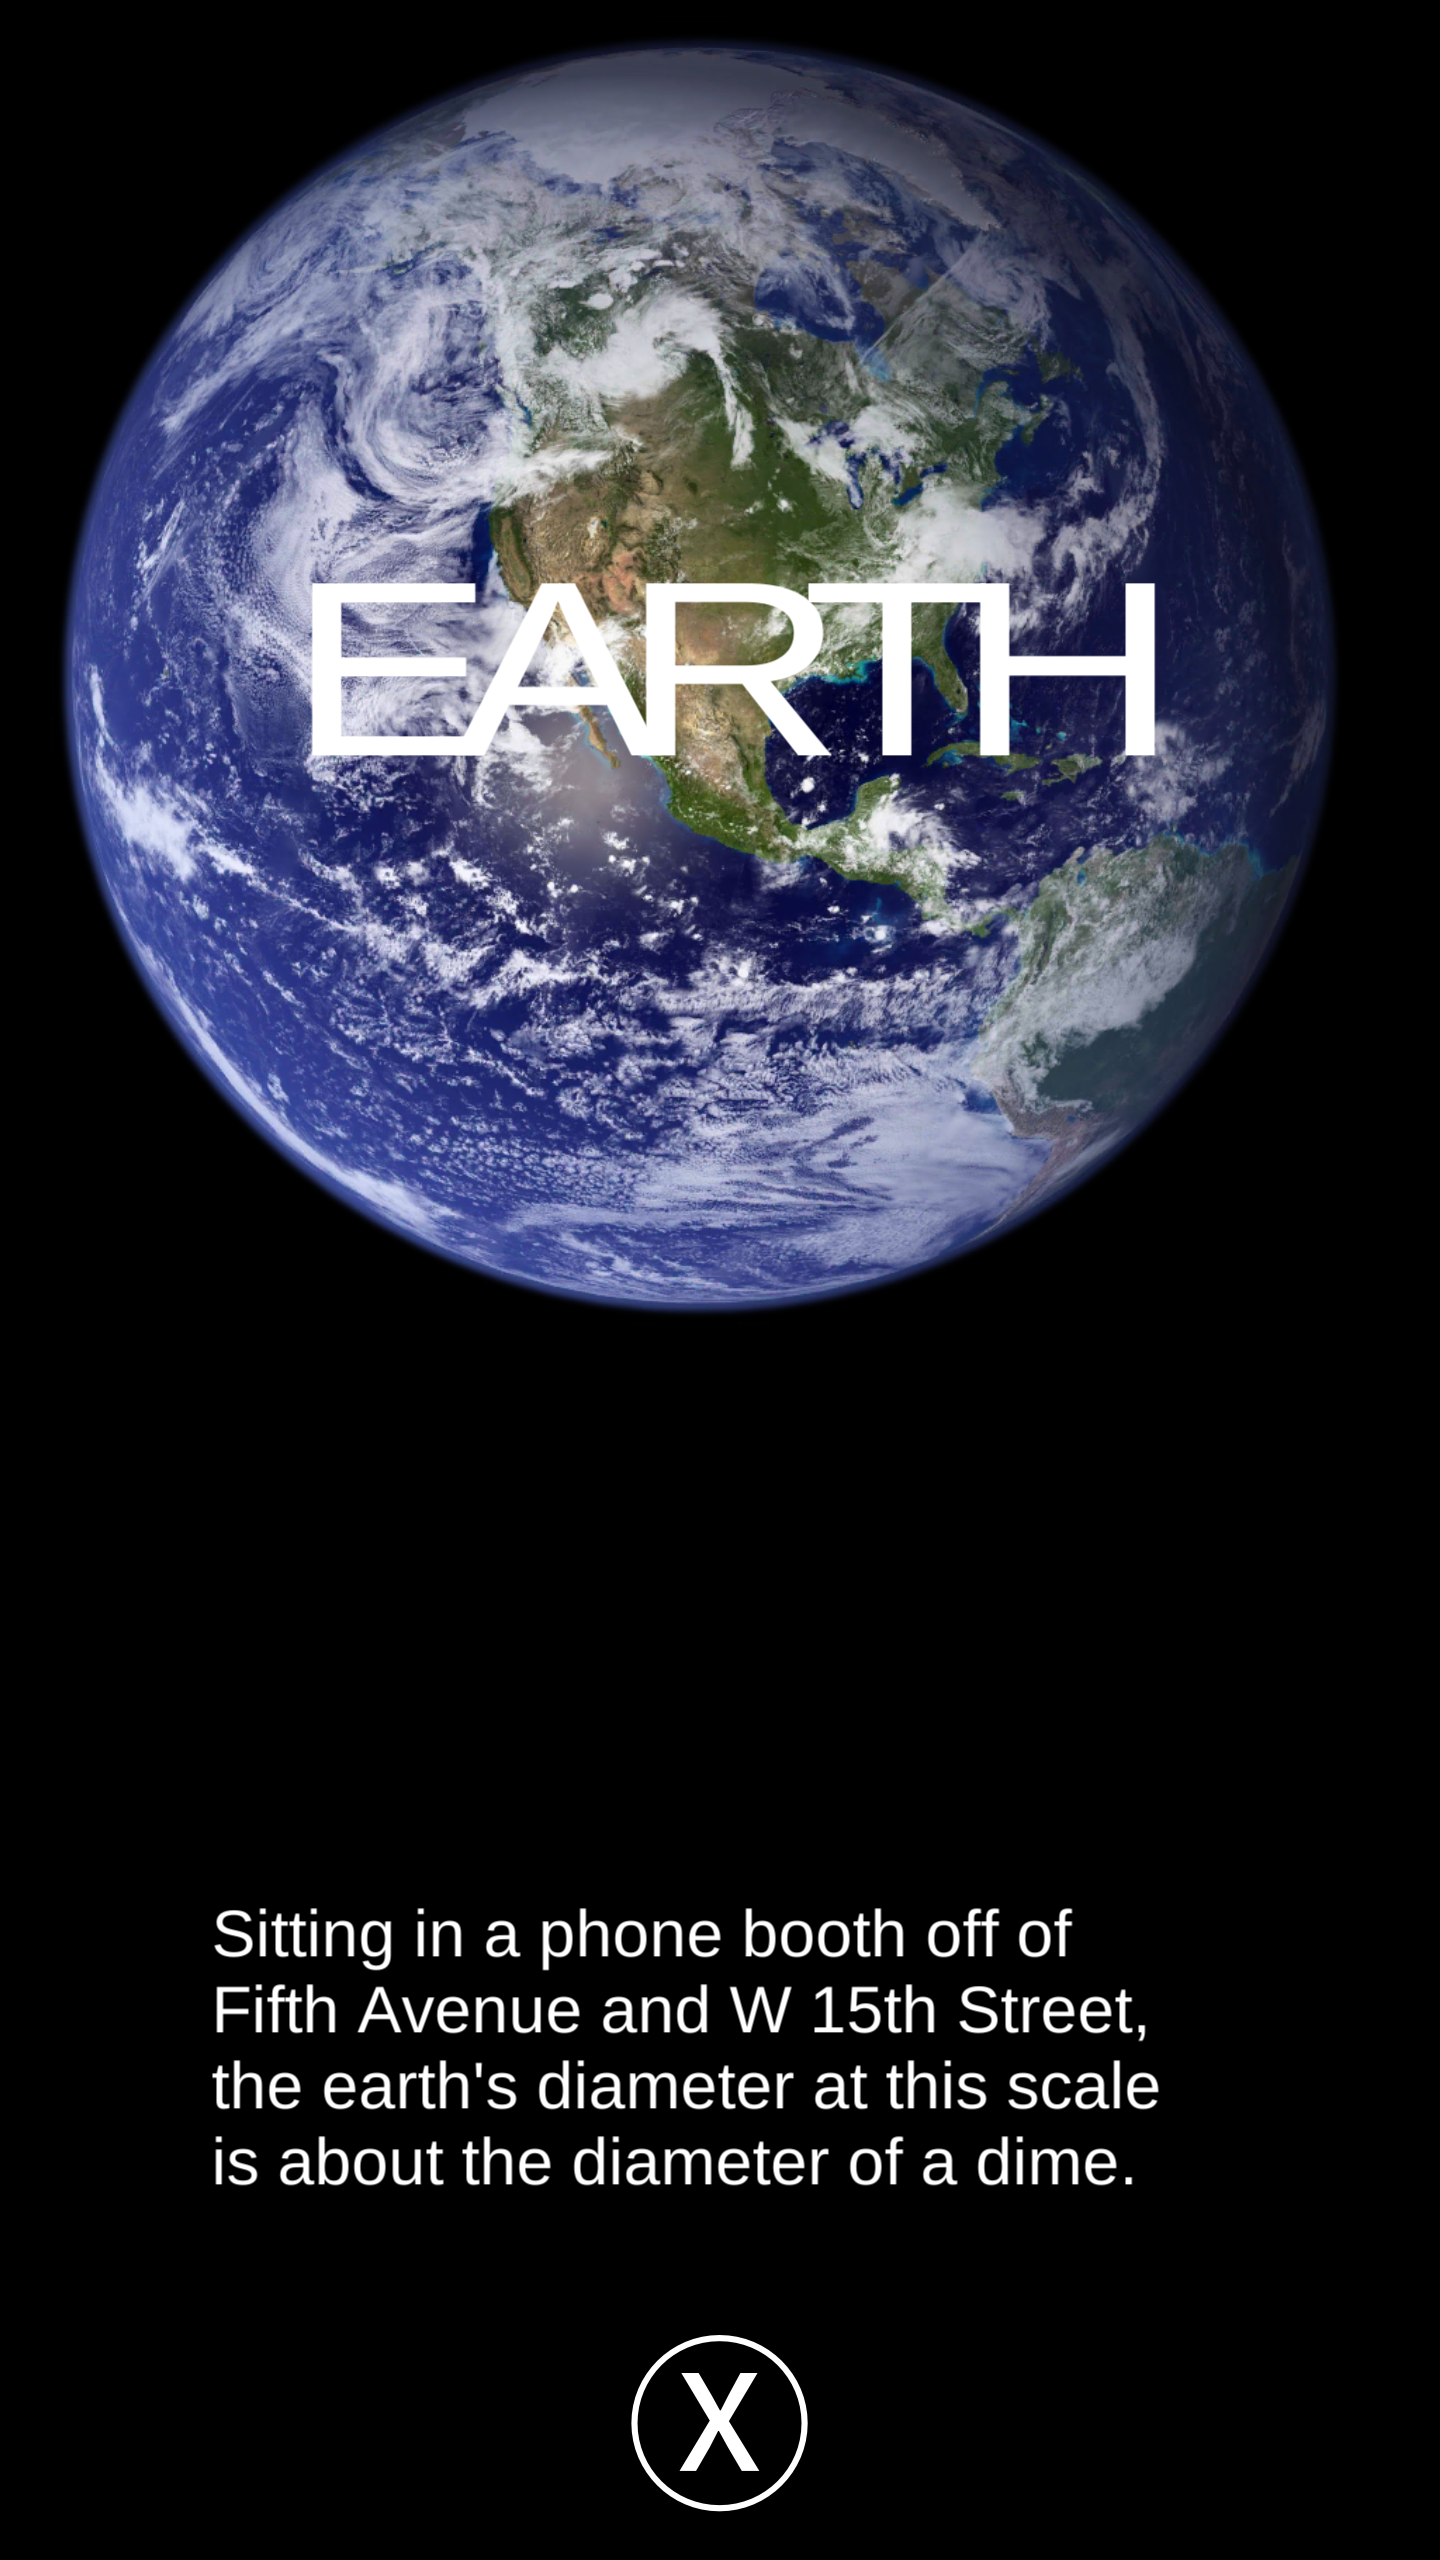 EARTH
Sitting in a phone booth off of
Fifth Avenue and W 15th Street,
the earth's diameter at this scale
is about the diameter of a dime.
X